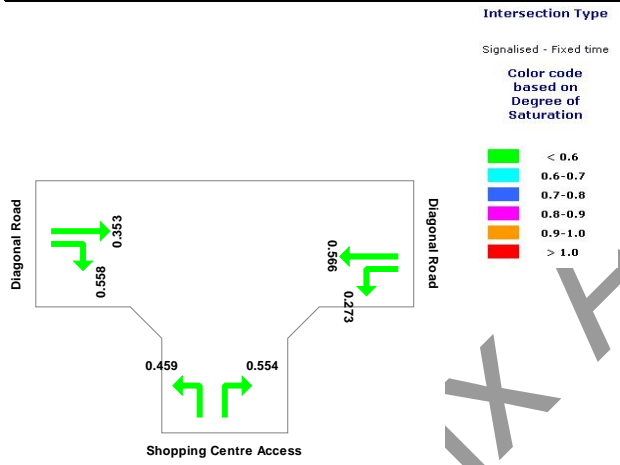 Intersection Type
Signalised - Fixed time
Color code
based on
Degree of
Saturation
< 0.6
0.6-0.7
0.7-0.8
0.8-0.9
0.9-1.0
> 1.0
Diagonal Road
0.353
0.558
0.566
0.273
Diagonal Road
0.459
0.554
Shopping Centre Access